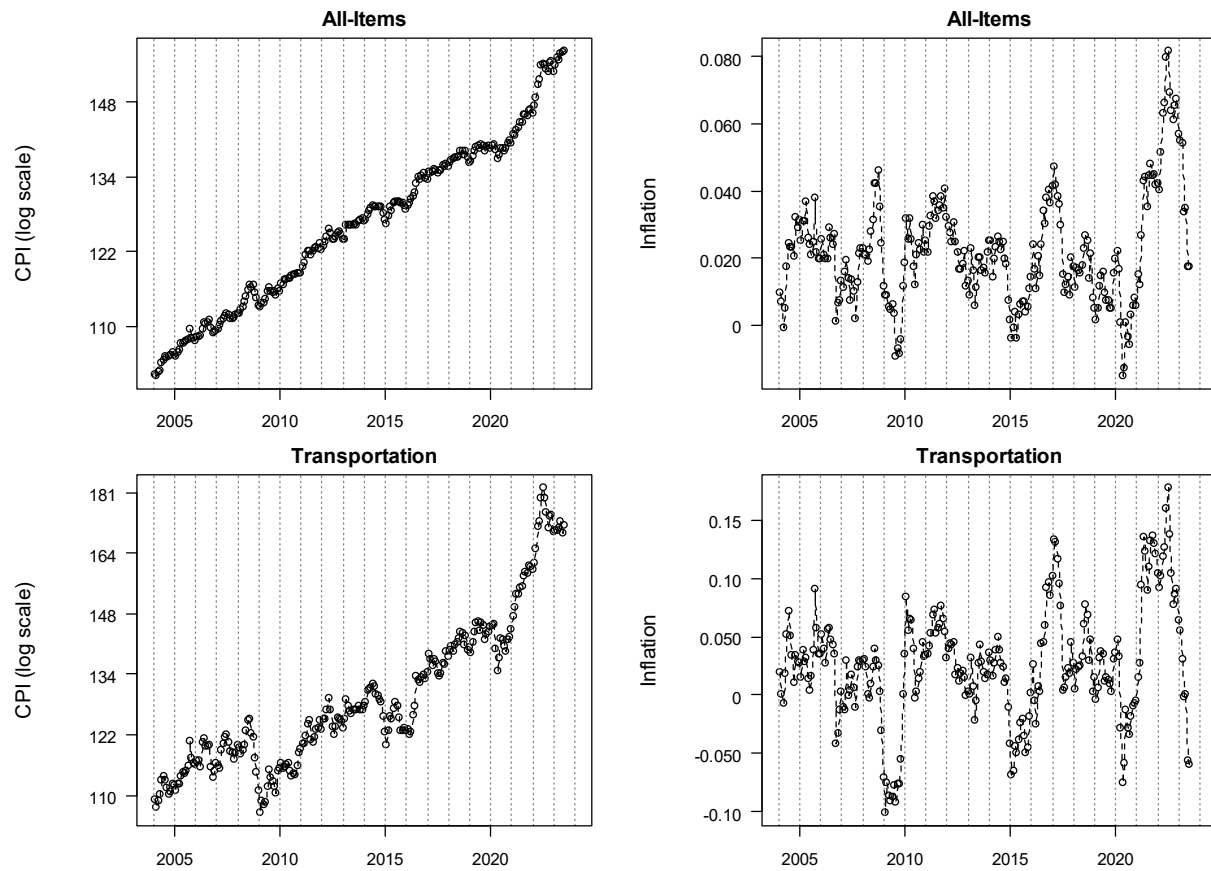 All-Items
CPI (log scale)
148
134
122
110
2005 2010 2015 2020
All-Items
Inflation
0.080
0.060
0.040
0.020
0
2005 2010 2015 2020
Transportation
CPI (log scale)
181
164
148
134
122
110
2005 2010 2015 2020
Transportation
Inflation
0.15
0.10
0.050
0
-0.050
-0.10
2005 2010 2015 2020